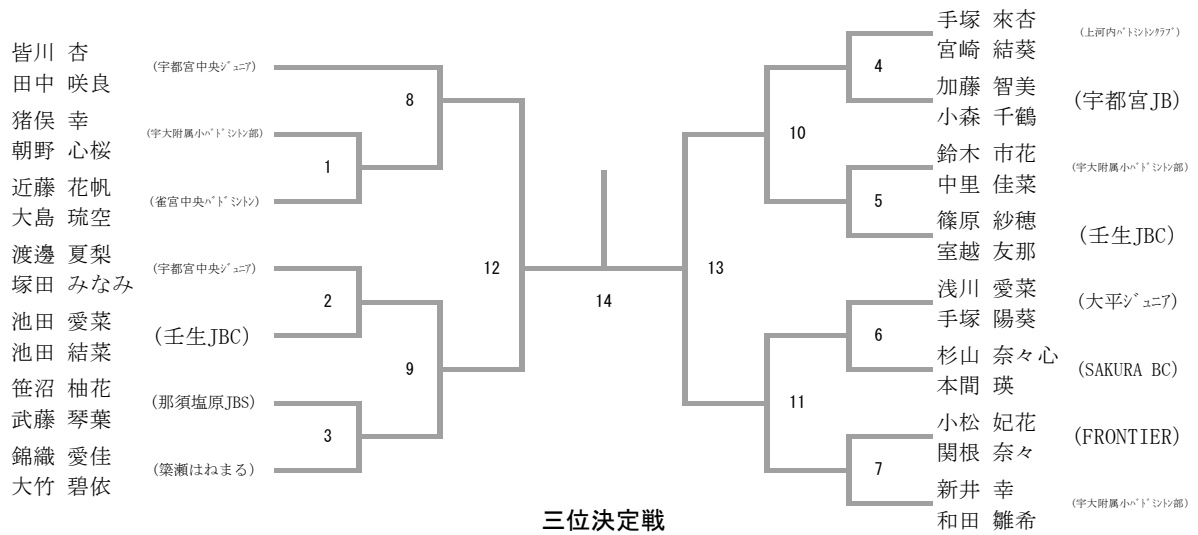 皆川 杏
(宇都宮中央ｼﾞｭﾆｱ)
田中 咲良
8
猪俣 幸
(宇大附属小ﾊﾞﾄﾞﾐﾝﾄﾝ部)
朝野 心桜
1
近藤 花帆
(雀宮中央ﾊﾞﾄﾞﾐﾝﾄﾝ)
大島 琉空
12
渡邊 夏梨
(宇都宮中央ｼﾞｭﾆｱ)
塚田 みなみ
2
池田 愛菜
(壬生JBC)
池田 結菜
9
笹沼 柚花
(那須塩原JBS)
武藤 琴葉
3
錦織 愛佳
(簗瀬はねまる)
大竹 碧依
14
手塚 來杏
(上河内ﾊﾞﾄﾐﾝﾄﾝｸﾗﾌﾞ)
宮崎 結葵
4
加藤 智美
(宇都宮JB)
小森 千鶴
10
鈴木 市花
(宇大附属小ﾊﾞﾄﾞﾐﾝﾄﾝ部)
中里 佳菜
5
篠原 紗穂
(壬生JBC)
室越 友那
13
浅川 愛菜
(大平ｼﾞｭﾆｱ)
手塚 陽葵
6
杉山 奈々心
(SAKURA BC)
本間 瑛
11
小松 妃花
(FRONTIER)
関根 奈々
7
新井 幸
(宇大附属小ﾊﾞﾄﾞﾐﾝﾄﾝ部)
和田 雛希
三位決定戦